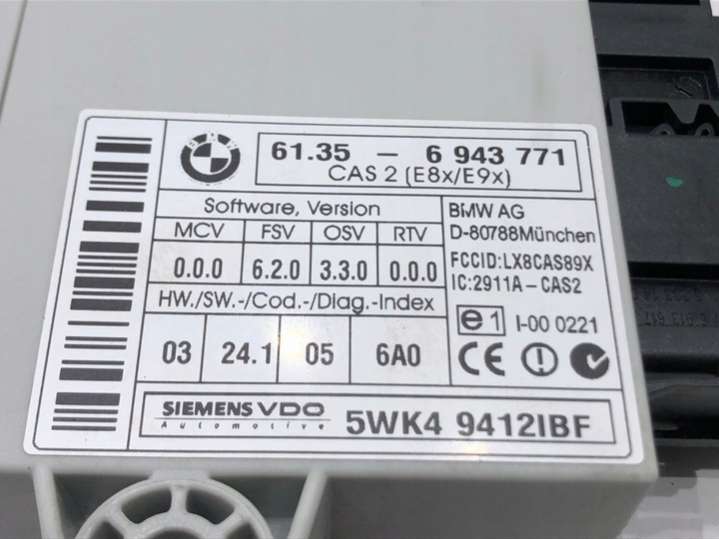 BMW
61.35 - 6 943 771
CAS 2 (E8x/E9x)
Software, Version
MCV FSV OSV RTV
0.0.0 6.2.0 3.3.0 0.0.0
HW./SW.-/Cod.-/Diag.-Index
03 24.1 05 6A0
BMW AG
D-80788München
FCCID:LX8CAS89X
IC:2911A-CAS2
e1 I-00 0221
CE
SIEMENS VDO
Automotive
5WK4 9412IBF